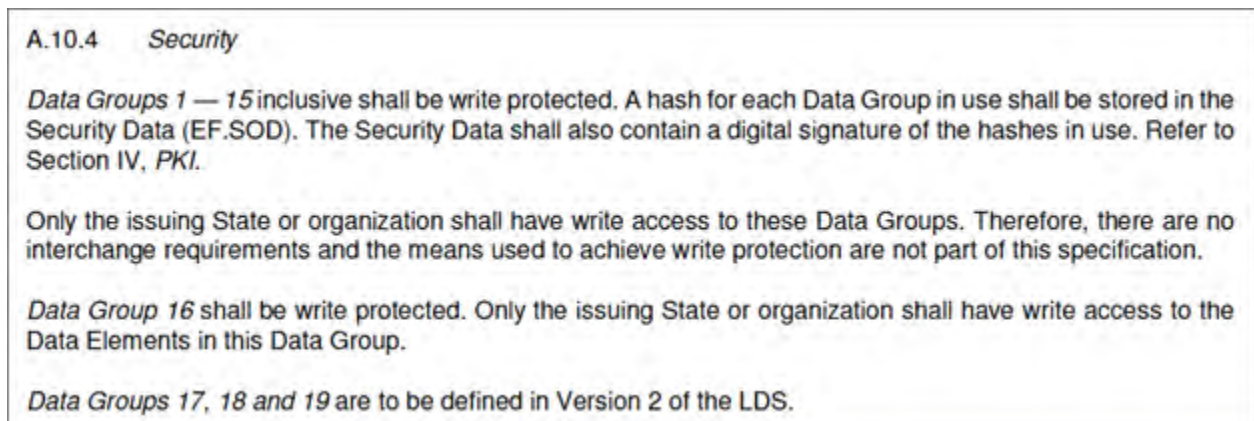 A.10.4 Security
Data Groups 1 — 15 inclusive shall be write protected. A hash for each Data Group in use shall be stored in the
Security Data (EF.SOD). The Security Data shall also contain a digital signature of the hashes in use. Refer to
Section IV, PKI.
Only the issuing State or organization shall have write access to these Data Groups. Therefore, there are no
interchange requirements and the means used to achieve write protection are not part of this specification.
Data Group 16 shall be write protected. Only the issuing State or organization shall have write access to the
Data Elements in this Data Group.
Data Groups 17, 18 and 19 are to be defined in Version 2 of the LDS.